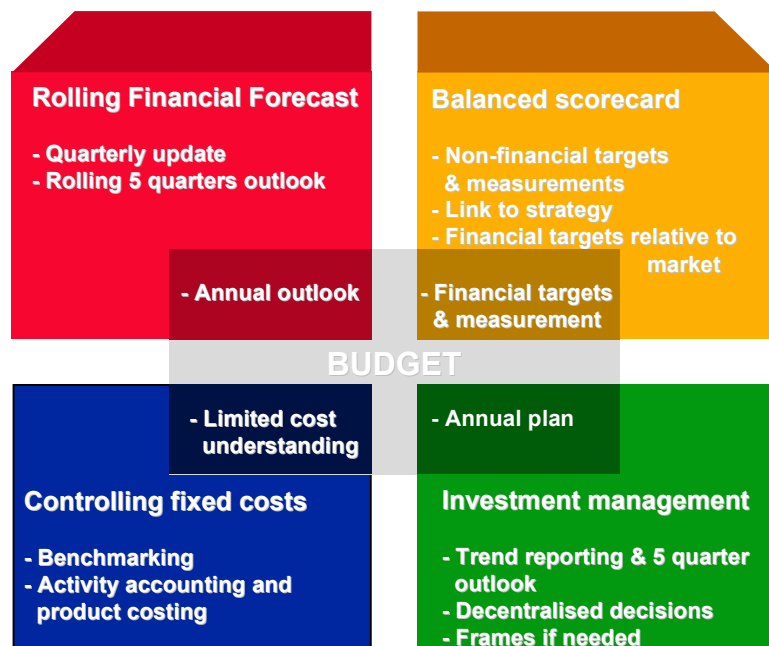 Rolling Financial Forecast
- Quarterly update
- Rolling 5 quarters outlook
- Annual outlook
Balanced scorecard
- Non-financial targets
& measurements
- Link to strategy
- Financial targets relative to
market
- Financial targets
& measurement
BUDGET
- Limited cost
understanding
Controlling fixed costs
- Benchmarking
- Activity accounting and
product costing
- Annual plan
Investment management
- Trend reporting & 5 quarter
outlook
- Decentralised decisions
- Frames if needed